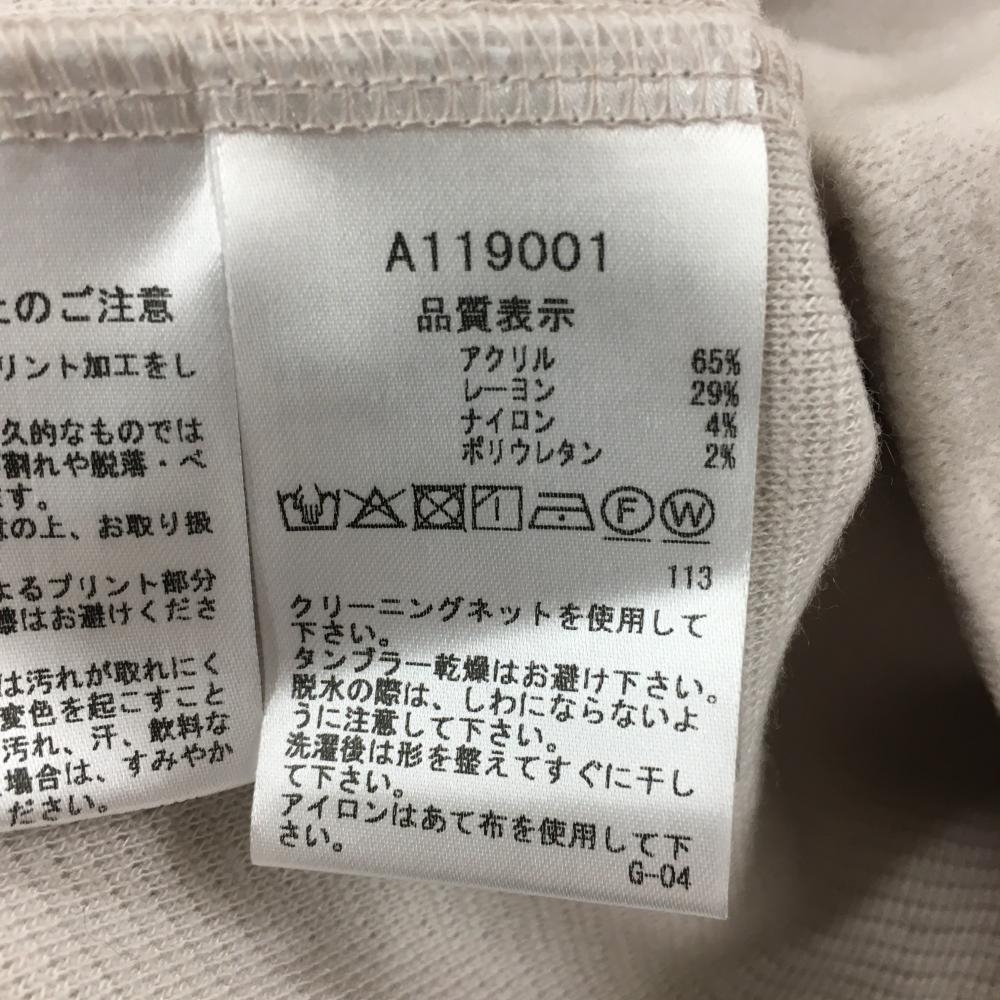 上のご注意
リント加工をし
久的なものでは
割れや脱落・ベ
ます。
の上、お取り扱
よるプリント部分
はお避けくださ
は汚れが取れにく
変色を起こすこと
汚れ、汗、飲料な
場合は、すみやか
ださい。
A119001
品質表示
アクリル 65%
レーヨン 29%
ナイロン 4%
ポリウレタン 2%
F W
113
クリーニングネットを使用して
下さい。
タンブラー乾燥はお避け下さい。
脱水の際は、しわにならないよ
うに注意して下さい。
洗濯後は形を整えてすぐに干し
て下さい。
アイロンはあて布を使用して下
さい。
G-04